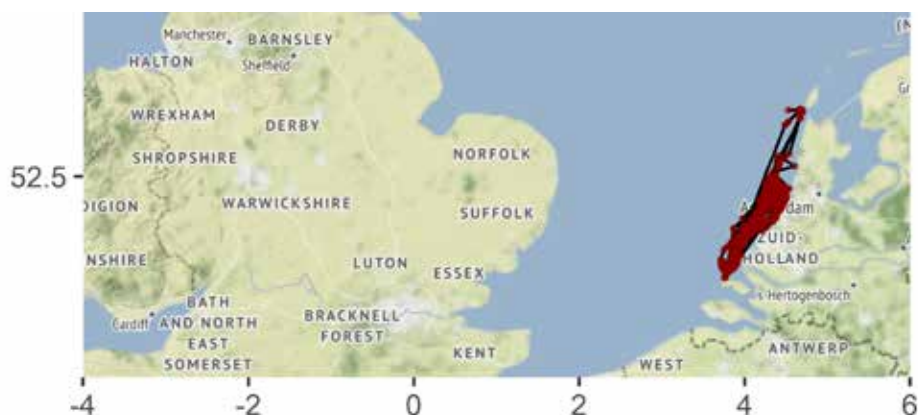 (N
Manchester
BARNSLEY
HALTON
Sheffield
WREXHAM
DERBY
NORFOLK
SHROPSHIRE
52.5
WARWICKSHIRE
SUFFOLK
DIGION
ZUID-
HOLLAND
NSHIRE
LUTON
ESSEX
's-Hertogenbosch
BATH
AND NORTH
EAST
SOMERSET
Cardiff
BRACKNELL
FOREST
KENT
WEST
ANTWERP
-4
-2
0
2
4
6